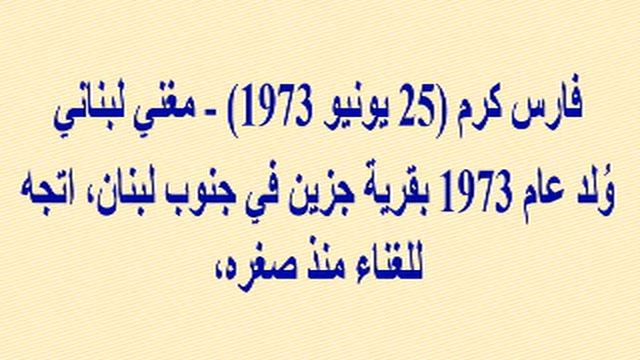 فارس كرم (25 يونيو 1973) - مغني لبناني
وُلد عام 1973 بقرية جزين في جنوب لبنان، اتجه
للغناء منذ صغره،